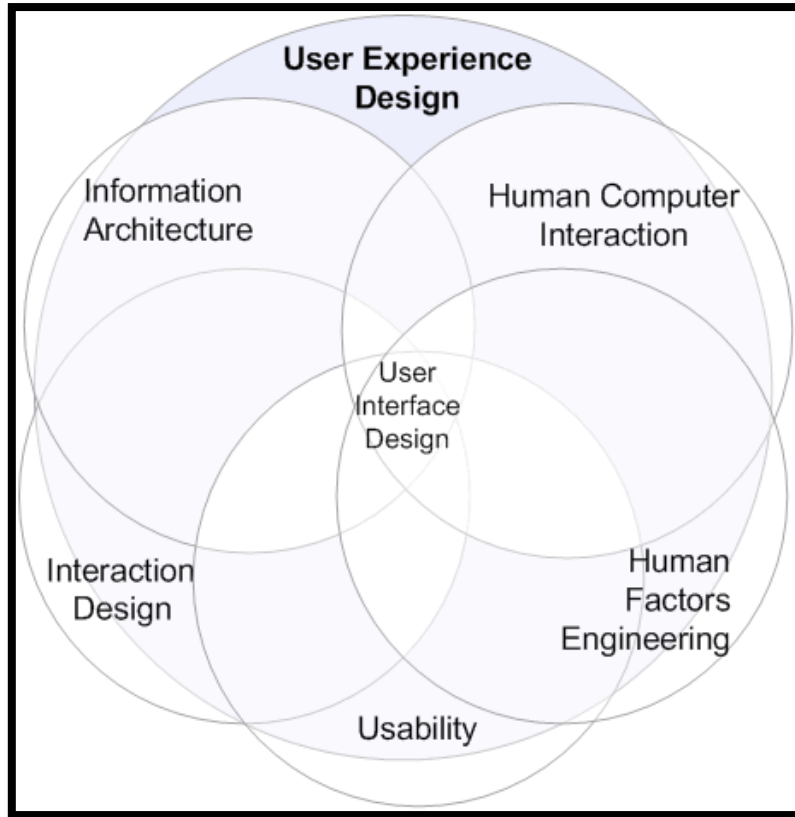 User Experience
Design
Information
Architecture
Human Computer
Interaction
User
Interface
Design
Interaction
Design
Human
Factors
Engineering
Usability